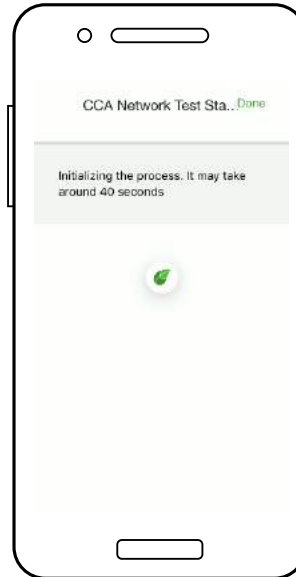 CCA Network Test Sta.. Done
Initializing the process. It may take
around 40 seconds